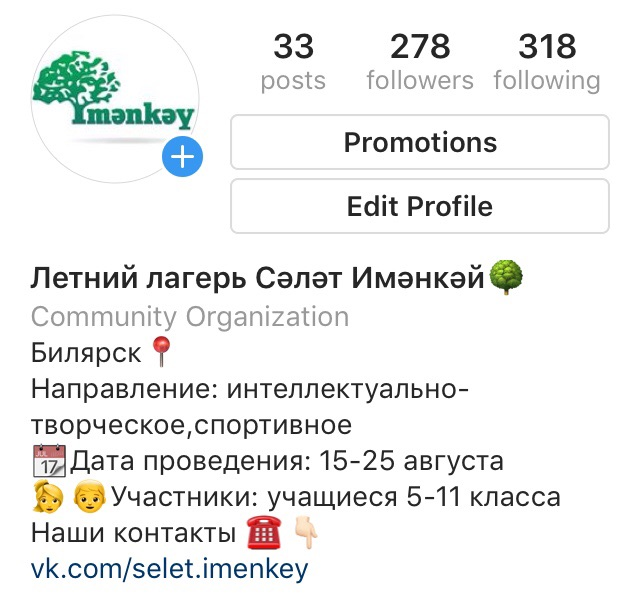 Imənkəy
33 278 318
posts followers following
Promotions
Edit Profile
Летний лагерь Сәләт Имәнкәй🌳
Community Organization
Билярск📍
Направление: интеллектуально-
творческое,спортивное
📆Дата проведения: 15-25 августа
👱‍♀️👱Участники: учащиеся 5-11 класса
Наши контакты ☎️👇🏻
vk.com/selet.imenkey